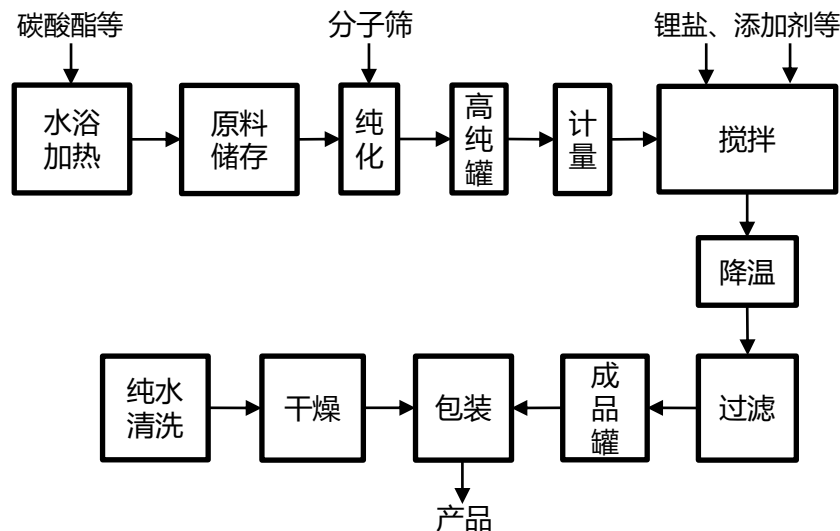 碳酸酯等
分子筛
锂盐、添加剂等
水浴
加热
原料
储存
纯
化
高
纯
罐
计
量
搅拌
降温
纯水
清洗
干燥
包装
成
品
罐
过滤
产品